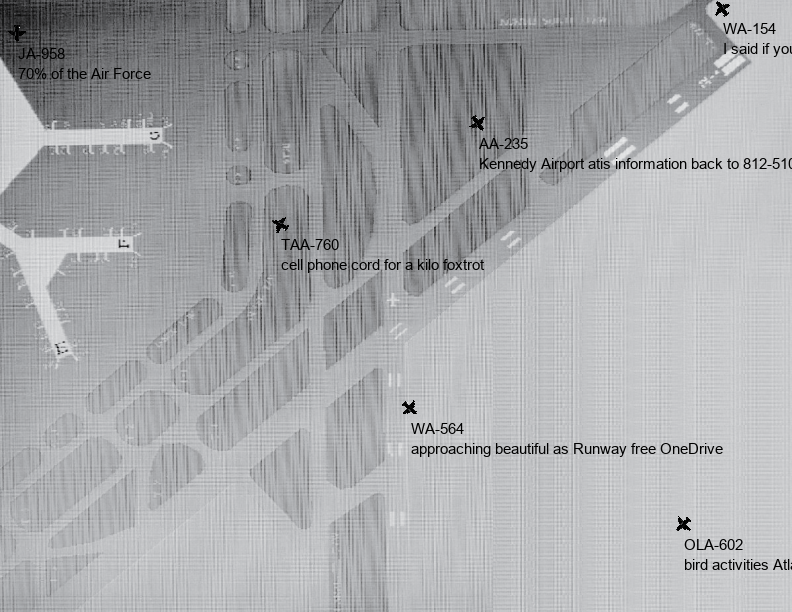 JA-958
70% of the Air Force
WA-154
I said if you
AA-235
Kennedy Airport atis information back to 812-510
TAA-760
cell phone cord for a kilo foxtrot
WA-564
approaching beautiful as Runway free OneDrive
OLA-602
bird activities Atla